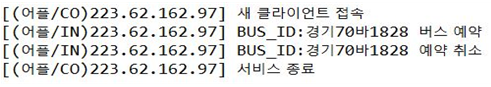 [(어플/CO)223.62.162.97] 새 클라이언트 접속
[(어플/IN)223.62.162.97] BUS_ID:경기70바1828 버스 예약
[(어플/IN)223.62.162.97] BUS_ID:경기70바1828 예약 취소
[(어플/CO)223.62.162.97] 서비스 종료